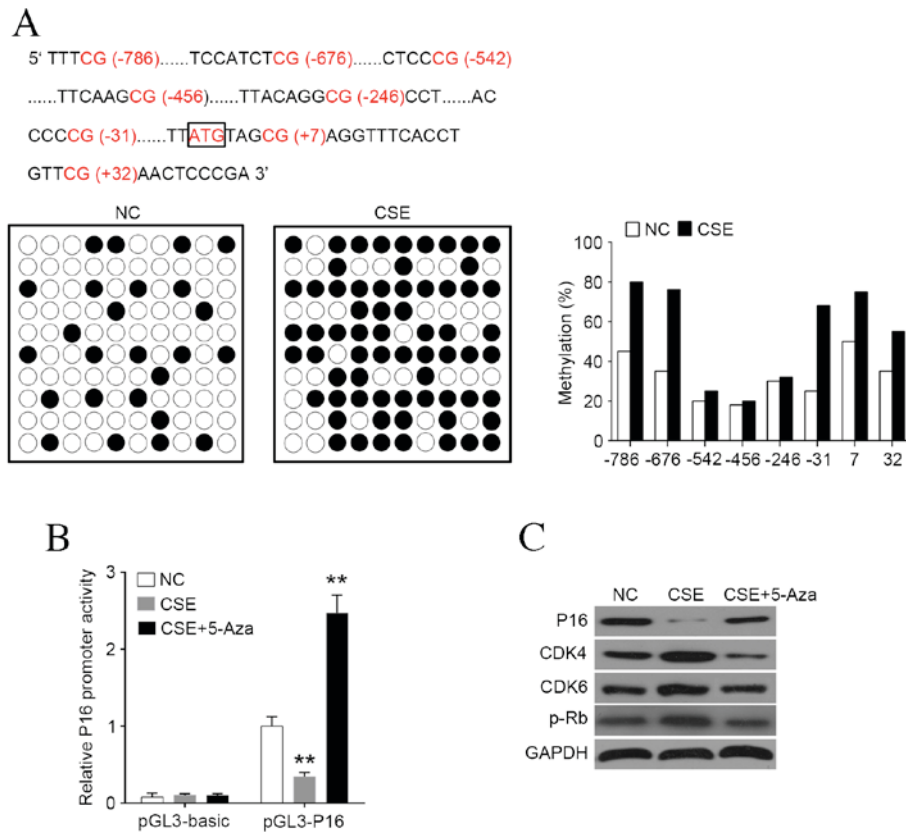 A
5' TTTCG (-786)......TCCATCTCG (-676)......CTCCCG (-542)
......TTCAAGCG (-456)......TTACAGGCG (-246)CCT......AC
CCCCG (-31)......TTATGTAGCG (+7)AGGTTTCACCT
GTTCG (+32)AACTCCCGA 3'
NC
CSE
NC CSE
Methylation (%)
100
80
60
40
20
0
-786 -676 -542 -456 -246 -31 7 32
B
Relative P16 promoter activity
3
2
1
0
NC
CSE
CSE+5-Aza
**
**
pGL3-basic pGL3-P16
C
NC CSE CSE+5-Aza
P16
CDK4
CDK6
p-Rb
GAPDH